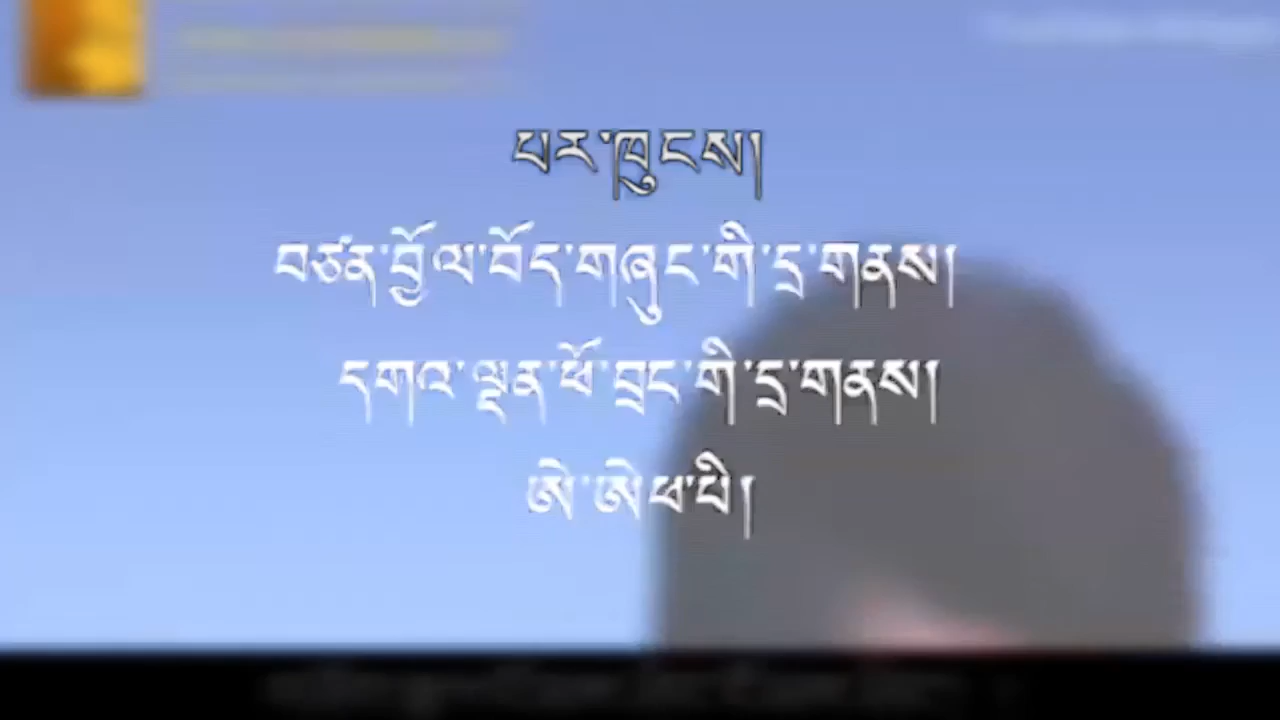 པར་ཁུངས།
བཙན་བྱོལ་བོད་གཞུང་གི་དྲ་གནས།
དགའ་ལྡན་ཕོ་བྲང་གི་དྲ་གནས།
ཨེ་ཨེཕ་པི།